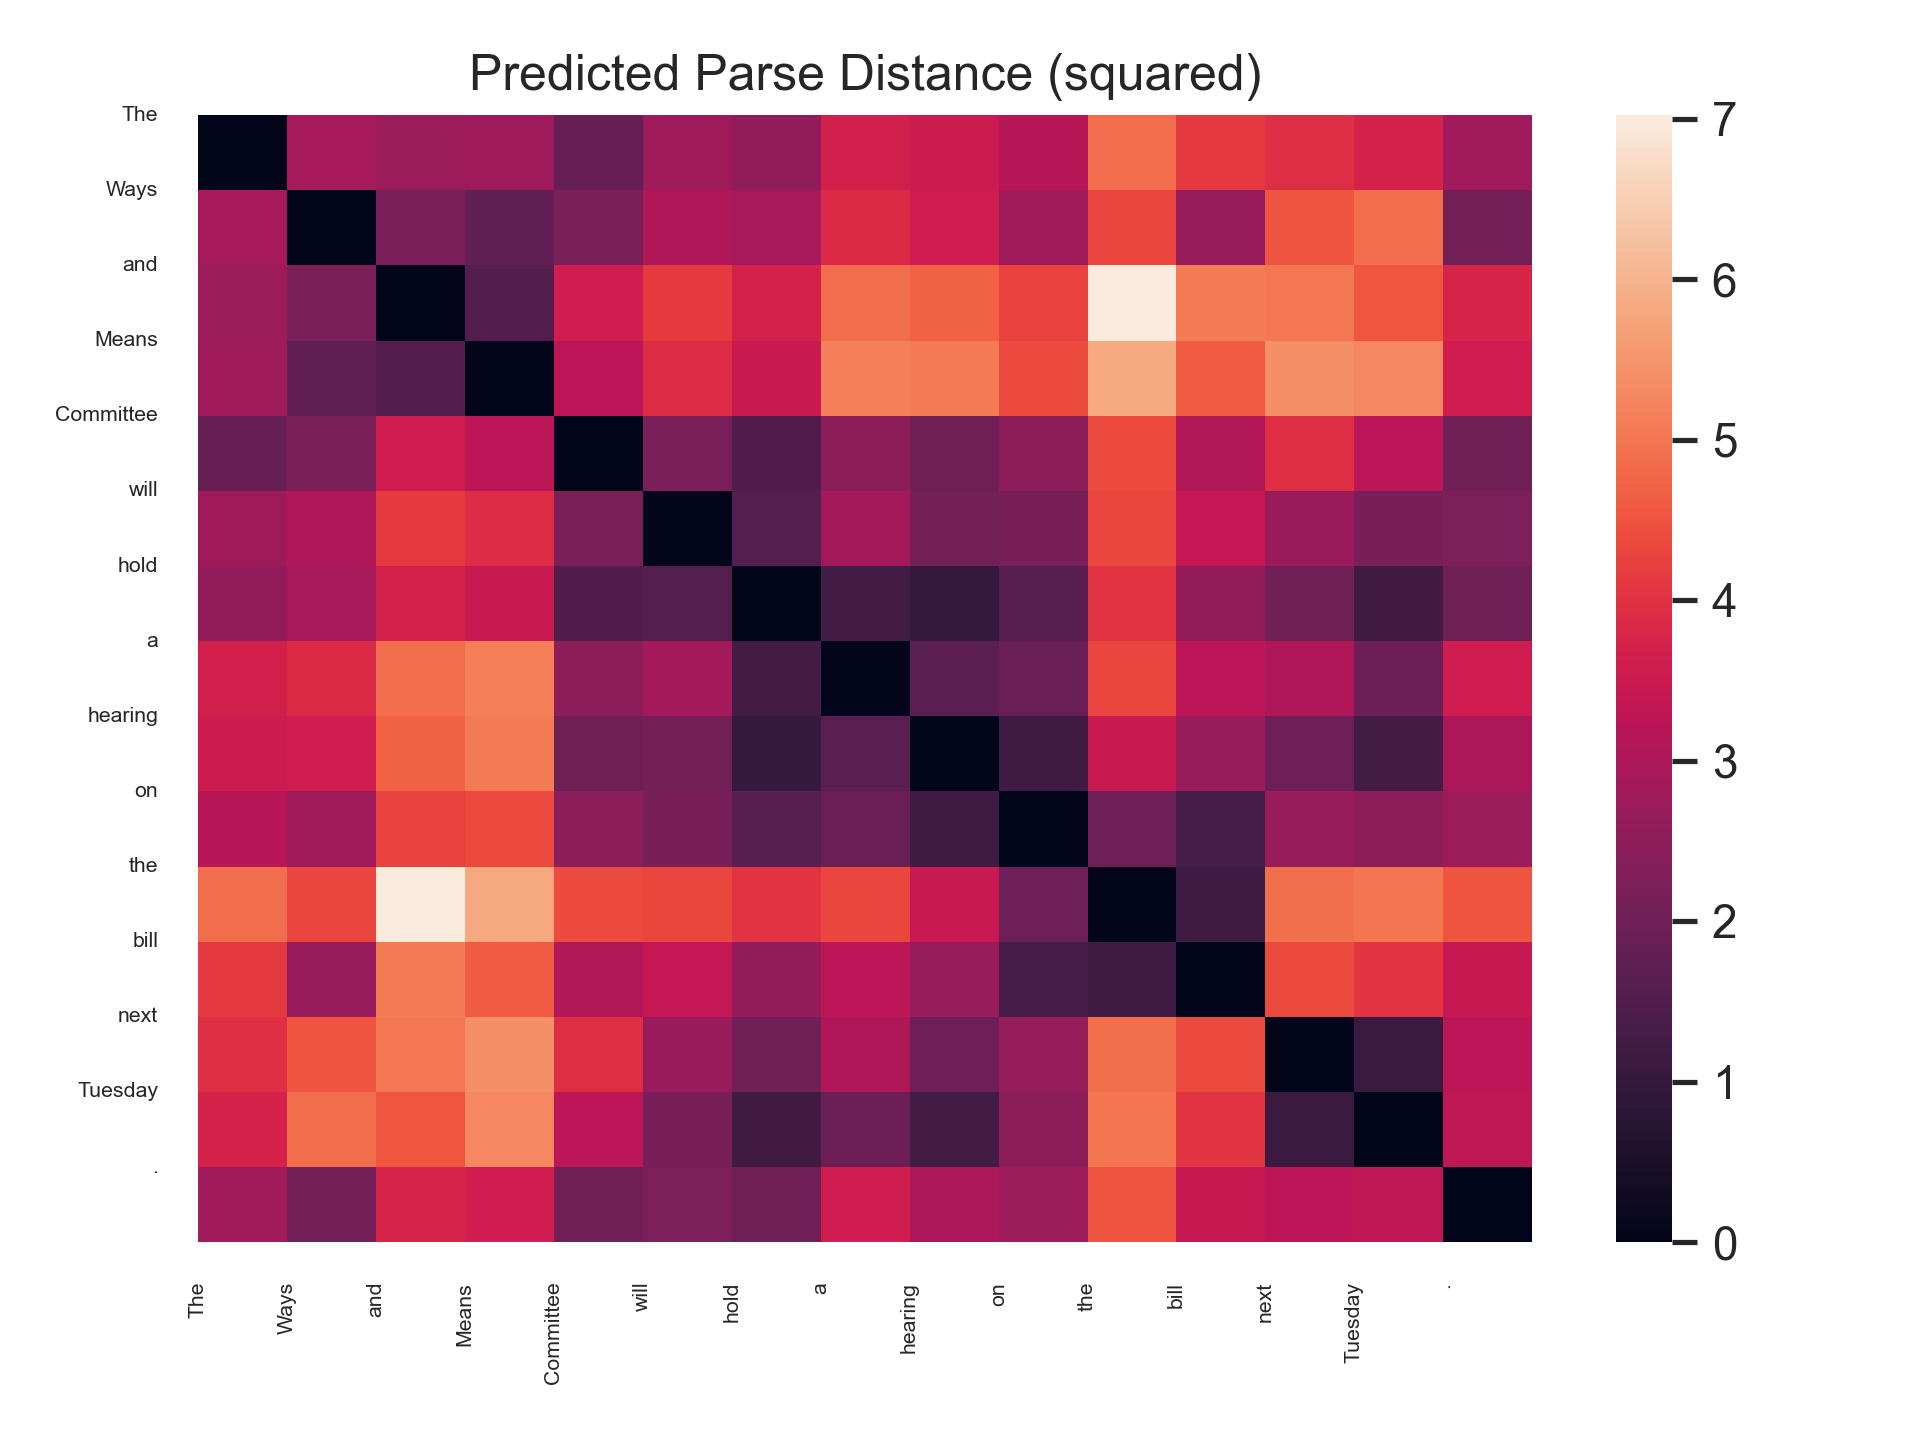 Predicted Parse Distance (squared)
The
Ways
and
Means
Committee
will
hold
a
hearing
on
the
bill
next
Tuesday
.
7
6
5
4
3
2
1
0
The
Ways
and
Means
Committee
will
hold
a
hearing
on
the
bill
next
Tuesday
.